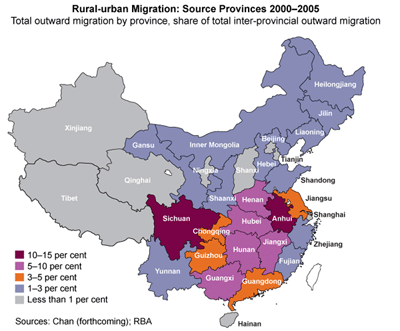 Rural-urban Migration: Source Provinces 2000–2005
Total outward migration by province, share of total inter-provincial outward migration
Heilongjiang
Jilin
Xinjiang
Liaoning
Beijing
Gansu
Inner Mongolia
Tianjin
Hebei
Ningxia
Shanxi
Qinghai
Shandong
Shaanxi
Henan
Jiangsu
Tibet
Shanghai
Sichuan
Hubei
Anhui
Chongqing
Zhejiang
Hunan
Jiangxi
Guizhou
Fujian
Yunnan
Guangxi
Guangdong
Hainan
10–15 per cent
5–10 per cent
3–5 per cent
1–3 per cent
Less than 1 per cent
Sources: Chan (forthcoming); RBA